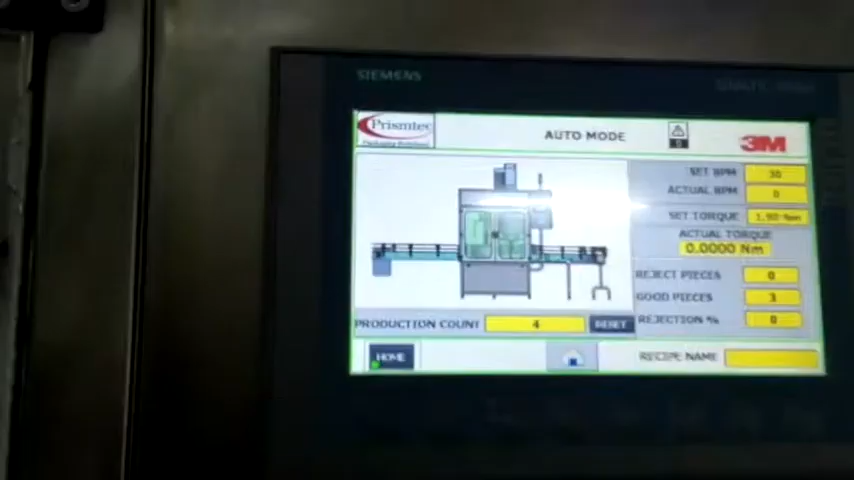 SIEMENS
Prismtec
AUTO MODE
3M
SET BPM 30
ACTUAL BPM 0
SET TORQUE
ACTUAL TORQUE
0.0000 Nm
REJECT PIECES 0
GOOD PIECES 3
REJECTION % 0
PRODUCTION COUNT 4 RESET
HOME
RECIPE NAME